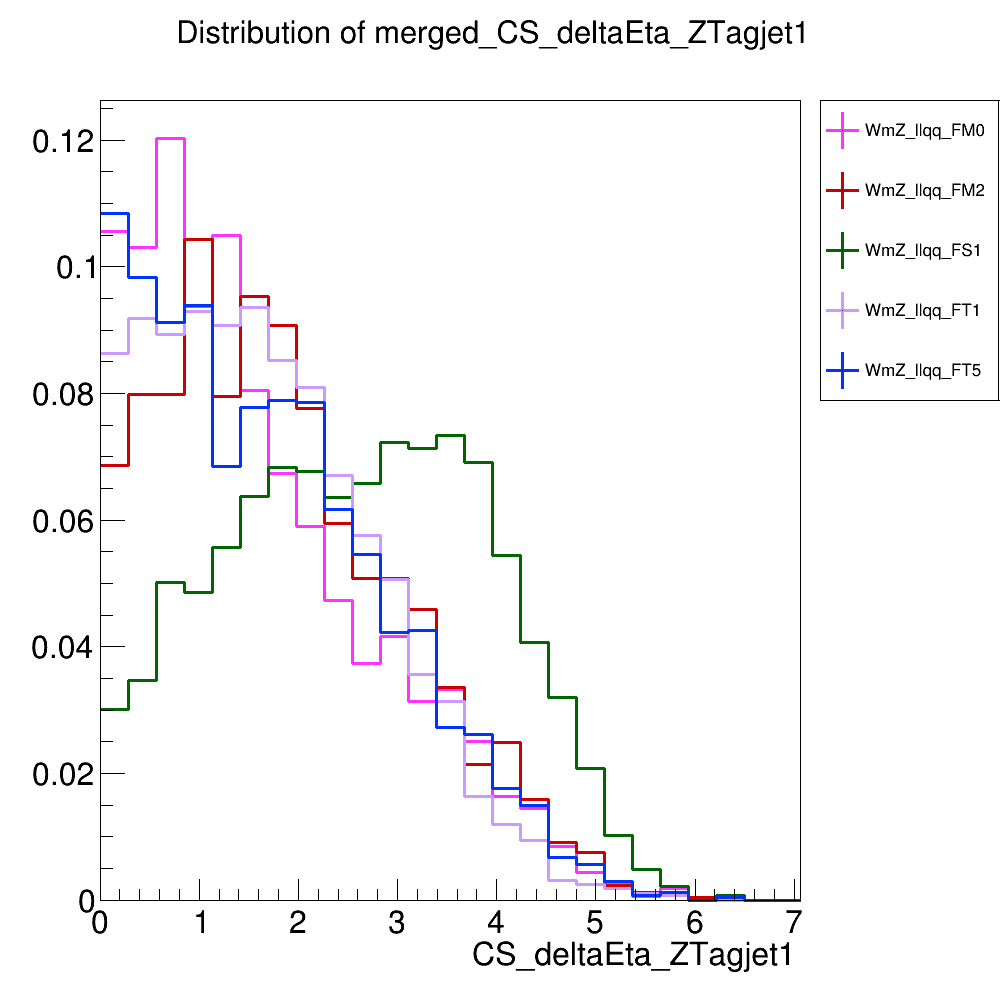 Distribution of merged_CS_deltaEta_ZTagjet1
0.12
0.1
0.08
0.06
0.04
0.02
0
0 1 2 3 4 5 6 7
CS_deltaEta_ZTagjet1
WmZ_llqq_FM0
WmZ_llqq_FM2
WmZ_llqq_FS1
WmZ_llqq_FT1
WmZ_llqq_FT5